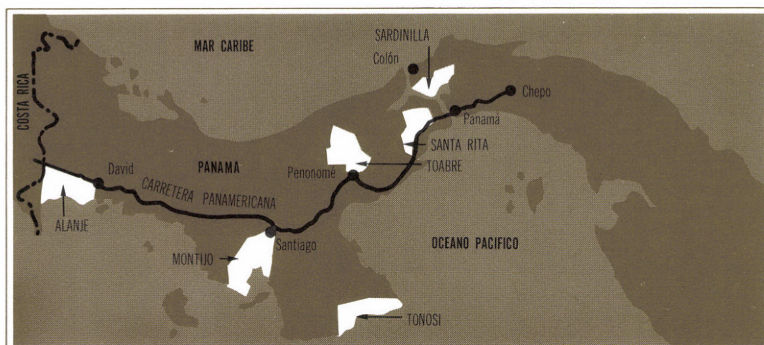 MAR CARIBE
SARDINILLA
Colón
COSTA RICA
Chepo
Panamá
SANTA RITA
PANAMA
Penonomé
TOABRE
David
CARRETERA PANAMERICANA
ALANJE
Santiago
OCEANO PACIFICO
MONTIJO
TONOSI